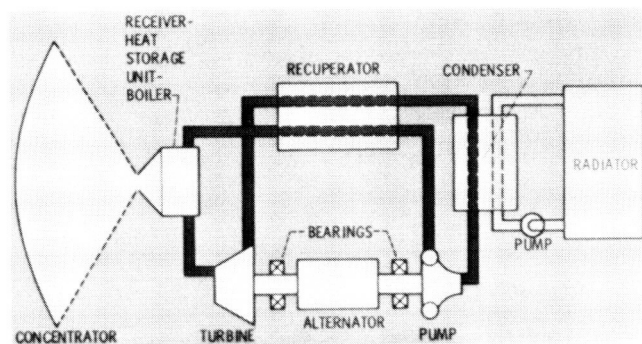 RECEIVER-
HEAT
STORAGE
UNIT-
BOILER
RECUPERATOR
CONDENSER
RADIATOR
BEARINGS
PUMP
CONCENTRATOR
TURBINE
ALTERNATOR
PUMP